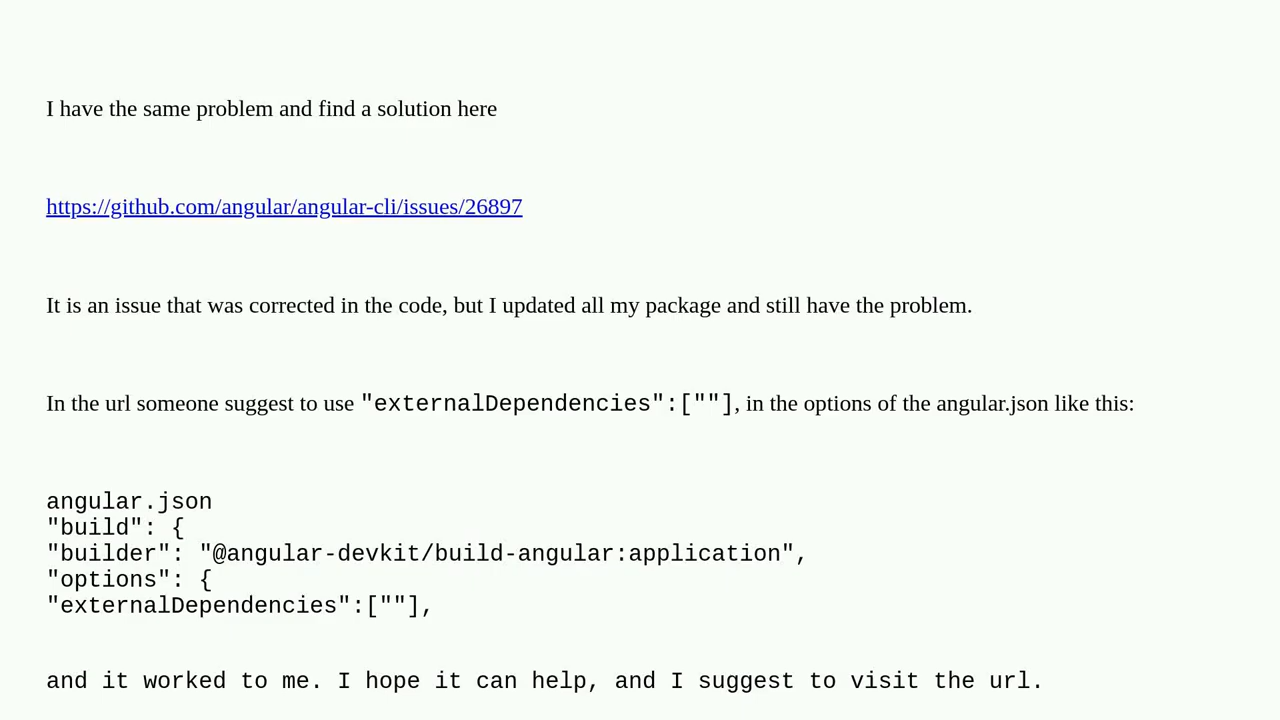 I have the same problem and find a solution here
https://github.com/angular/angular-cli/issues/26897
It is an issue that was corrected in the code, but I updated all my package and still have the problem.
In the url someone suggest to use "externalDependencies":[""], in the options of the angular.json like this:
angular.json
"build": {
"builder": "@angular-devkit/build-angular:application",
"options": {
"externalDependencies":[""],
and it worked to me. I hope it can help, and I suggest to visit the url.